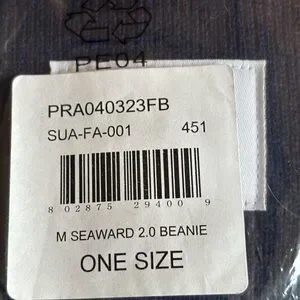 PE04
PRA040323FB
SUA-FA-001 451
8 02875 29400 9
M SEAWARD 2.0 BEANIE
ONE SIZE